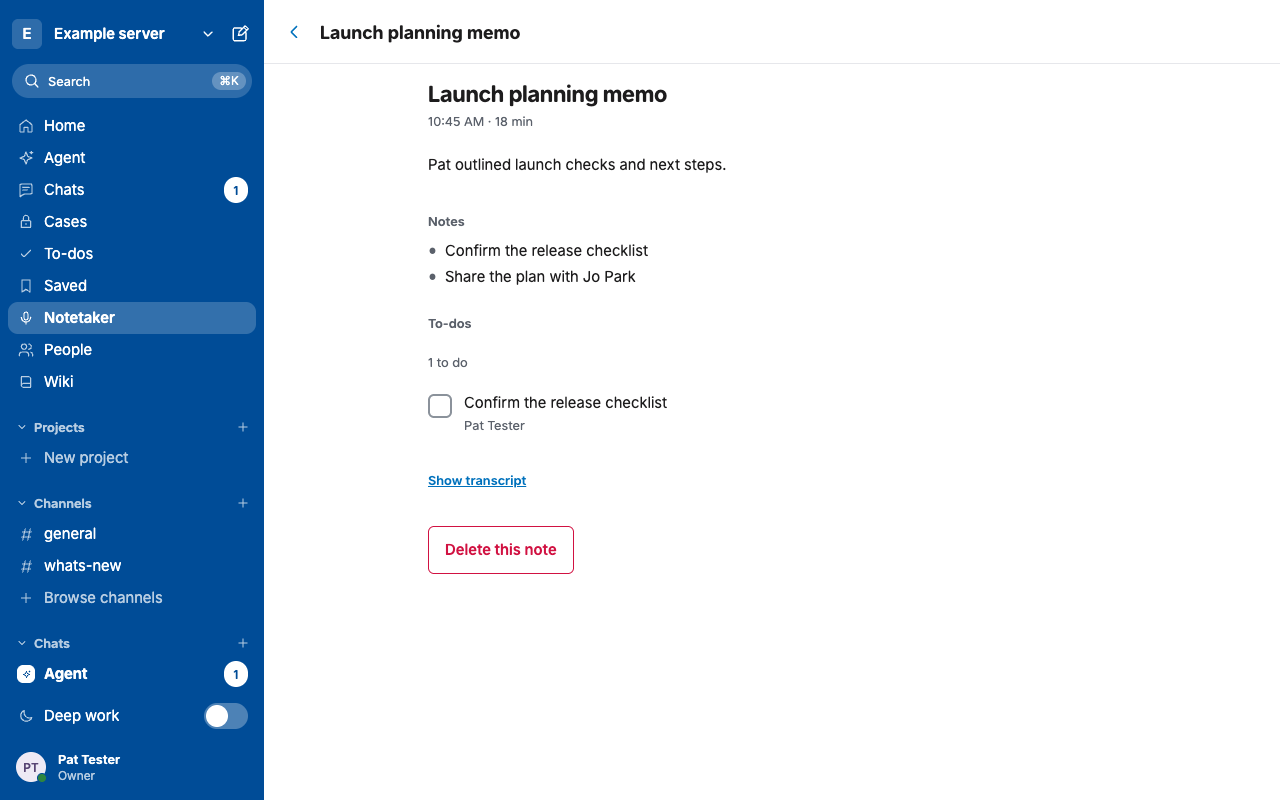 E
Example server
Search
⌘K
Home
Agent
Chats
1
Cases
To-dos
Saved
Notetaker
People
Wiki
Projects
New project
Channels
# general
# whats-new
Browse channels
Chats
Agent
1
Deep work
PT
Pat Tester
Owner
Launch planning memo
Launch planning memo
10:45 AM · 18 min
Pat outlined launch checks and next steps.
Notes
• Confirm the release checklist
• Share the plan with Jo Park
To-dos
1 to do
Confirm the release checklist
Pat Tester
Show transcript
Delete this note